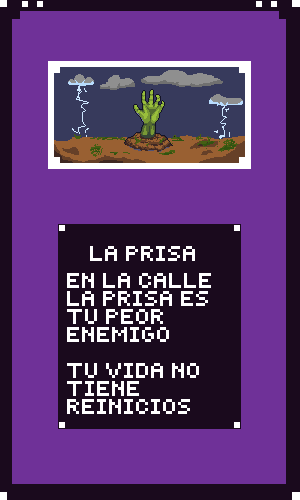 LA PRISA
EN LA CALLE
LA PRISA ES
TU PEOR
ENEMIGO
TU VIDA NO
TIENE
REINICIOS